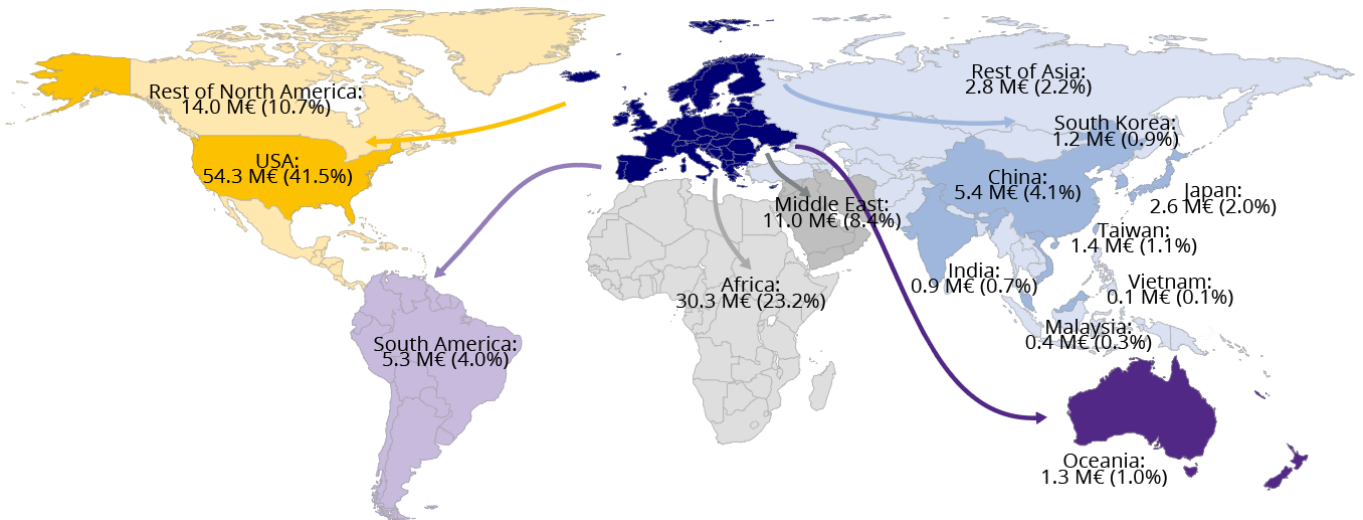 Rest of North America:
14.0 M€ (10.7%)
USA:
54.3 M€ (41.5%)
South America:
5.3 M€ (4.0%)
Africa:
30.3 M€ (23.2%)
Middle East:
11.0 M€ (8.4%)
Rest of Asia:
2.8 M€ (2.2%)
South Korea:
1.2 M€ (0.9%)
China:
5.4 M€ (4.1%)
Japan:
2.6 M€ (2.0%)
Taiwan:
1.4 M€ (1.1%)
India:
0.9 M€ (0.7%)
Vietnam:
0.1 M€ (0.1%)
Malaysia:
0.4 M€ (0.3%)
Oceania:
1.3 M€ (1.0%)